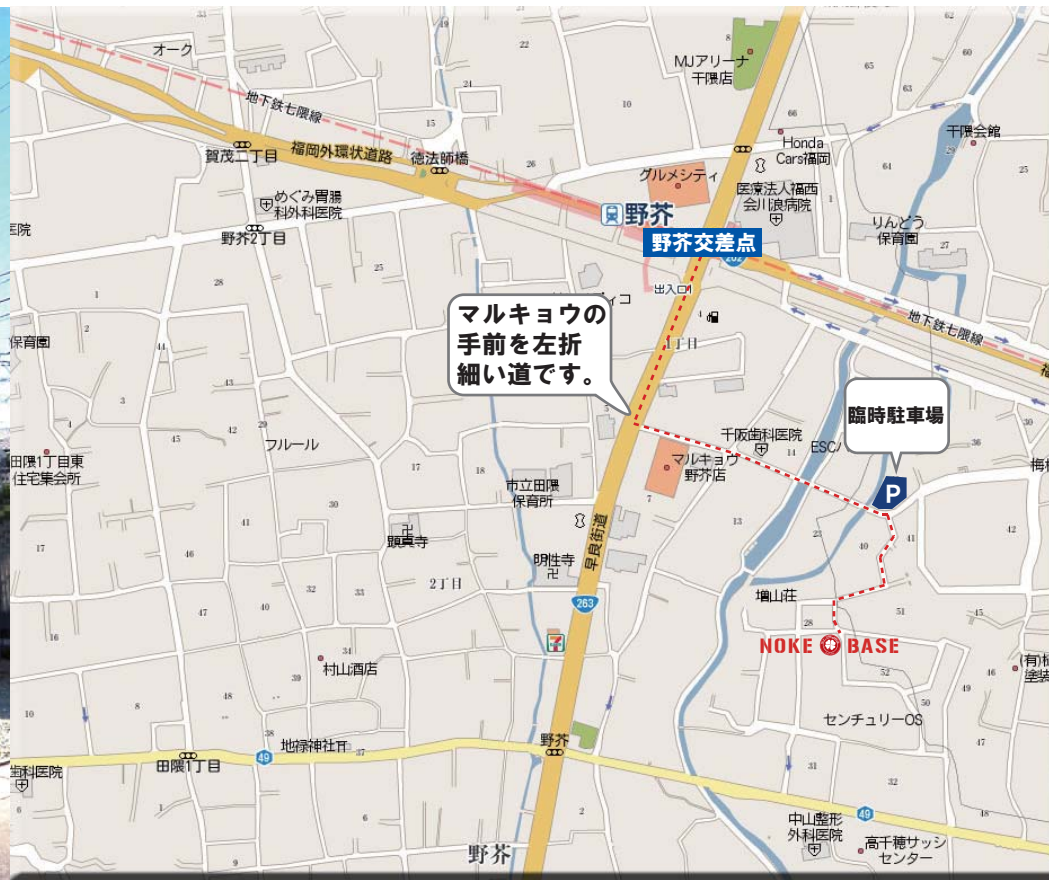 オーク
MJアリーナ
干隈店
地下鉄七隈線
賀茂二丁目
福岡外環状道路
徳法師橋
Honda
Cars福岡
干隈会館
グルメシティ
医療法人福西
会川浪病院
めぐみ胃腸
科外科医院
野芥2丁目
野芥
野芥交差点
202
りんどう
保育園
出入口1
マルキョウの
手前を左折
細い道です。
1丁目
地下鉄七隈線
保育園
臨時駐車場
P
フルール
千阪歯科医院
マルキョウ
野芥店
田隈1丁目東
住宅集会所
市立田隈
保育所
顕真寺
明性寺
早良街道
2丁目
263
増山荘
NOKE BASE
村山酒店
センチュリーOS
地禄神社
49
田隈1丁目
野芥
歯科医院
中山整形
外科医院
49
高千穂サッシ
センター
野芥